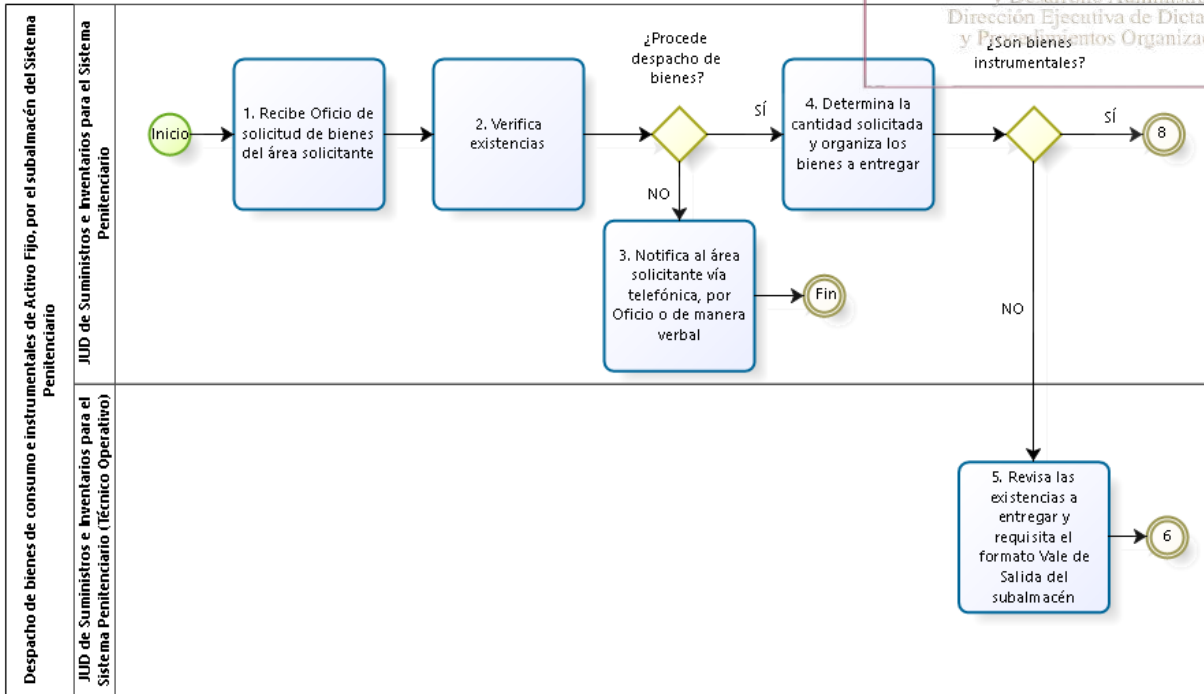 Despacho de bienes de consumo e instrumentales de Activo Fijo, por el subalmacén del Sistema
Penitenciario
JUD de Suministros e Inventarios para el Sistema
Penitenciario
Dirección Ejecutiva de Dicta
y Procedimientos Organiza
Inicio
1. Recibe Oficio de
solicitud de bienes
del área solicitante
2. Verifica
existencias
¿Procede
despacho de
bienes?
SÍ
NO
3. Notifica al área
solicitante vía
telefónica, por
Oficio o de manera
verbal
Fin
4. Determina la
cantidad solicitada
y organiza los
bienes a entregar
¿Son bienes
instrumentales?
SÍ
8
NO
JUD de Suministros e Inventarios para el
Sistema Penitenciario (Técnico Operativo)
5. Revisa las
existencias a
entregar y
requisita el
formato Vale de
Salida del
subalmacén
6